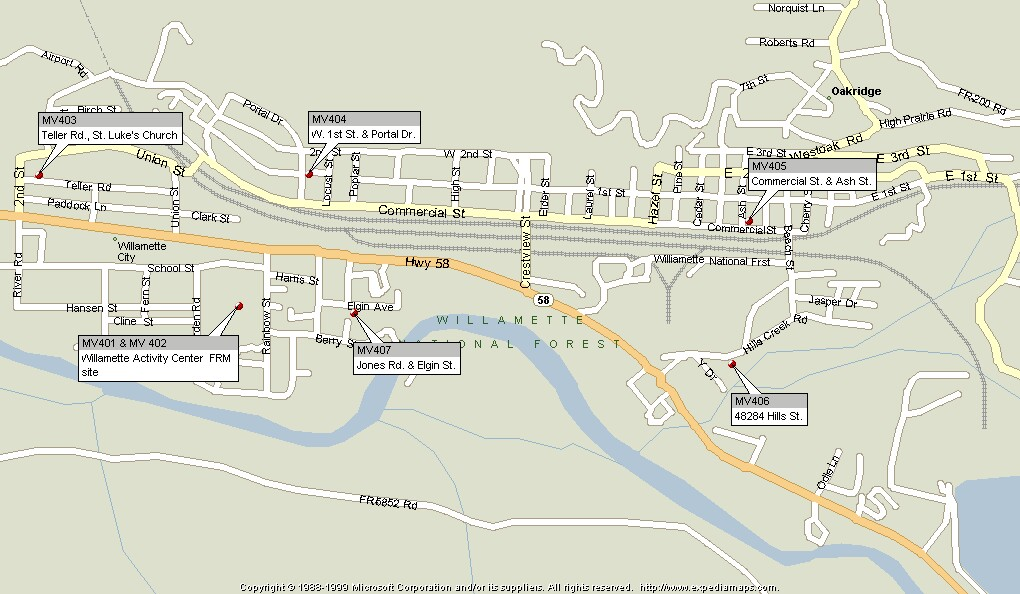 Norquist Ln
Roberts Rd
Airport Rd
7th St
Oakridge
FR200 Rd
High Prairie Rd
Birch St
Portal Dr
MV403
Teller Rd., St. Luke's Church
MV404
W. 1st St. & Portal Dr.
Westoak Rd
E 3rd St
E 3rd St
Union St
W 2nd St
MV405
Commercial St. & Ash St.
E 1st St
E 1st St
2nd St
Teller Rd
Union St
Locust St
Poplar St
High St
Elder St
Laurel St
1st St
Hazel St
Pine St
Cedar St
Ash St
Cherry St
Paddock Ln
Clark St
Commercial St
Commercial St
Crestview St
Beech St
Willamette
City
Hwy 58
School St
Willamette
National Frst
River Rd
Harris St
Fern St
Rainbow St
58
Hansen St
Cline St
Elgin Ave
Jasper Dr
WILLAMETTE
NATIONAL FOREST
Hills Creek Rd
Berry St
MV401 & MV 402
Willamette Activity Center FRM
site
MV407
Jones Rd. & Elgin St.
MV406
48284 Hills St.
Odie Ln
FR5852 Rd
Copyright © 1988-1999 Microsoft Corporation and/or its suppliers. All rights reserved. http://www.expediamaps.com.